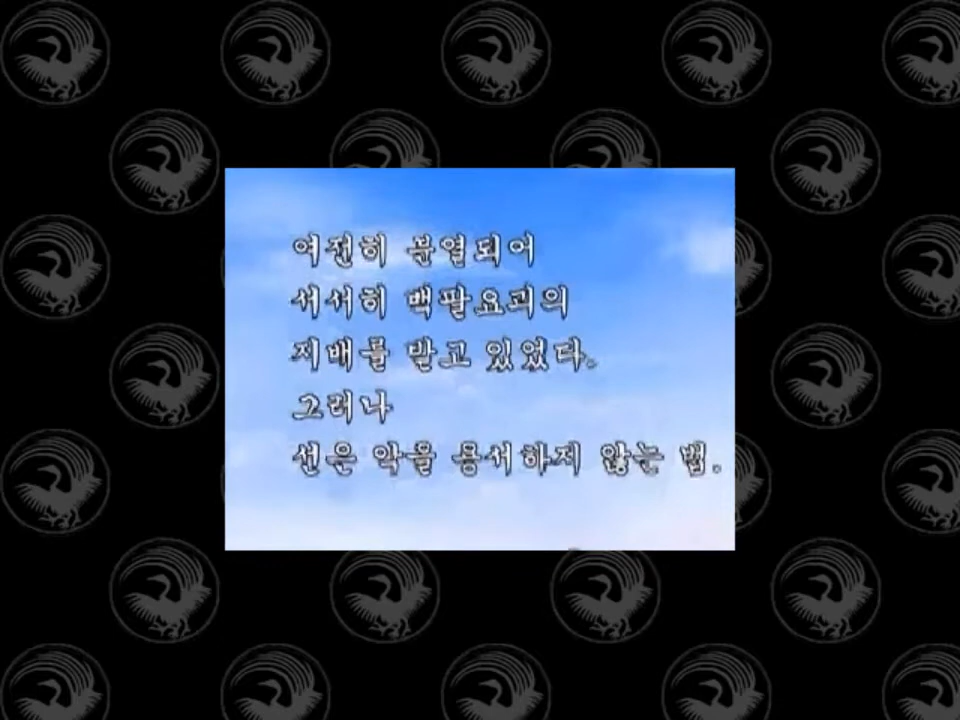 여전히 분열되어
서서히 백팔요괴의
지배를 받고 있었다.
그러나
선은 악을 용서하지 않는 법.